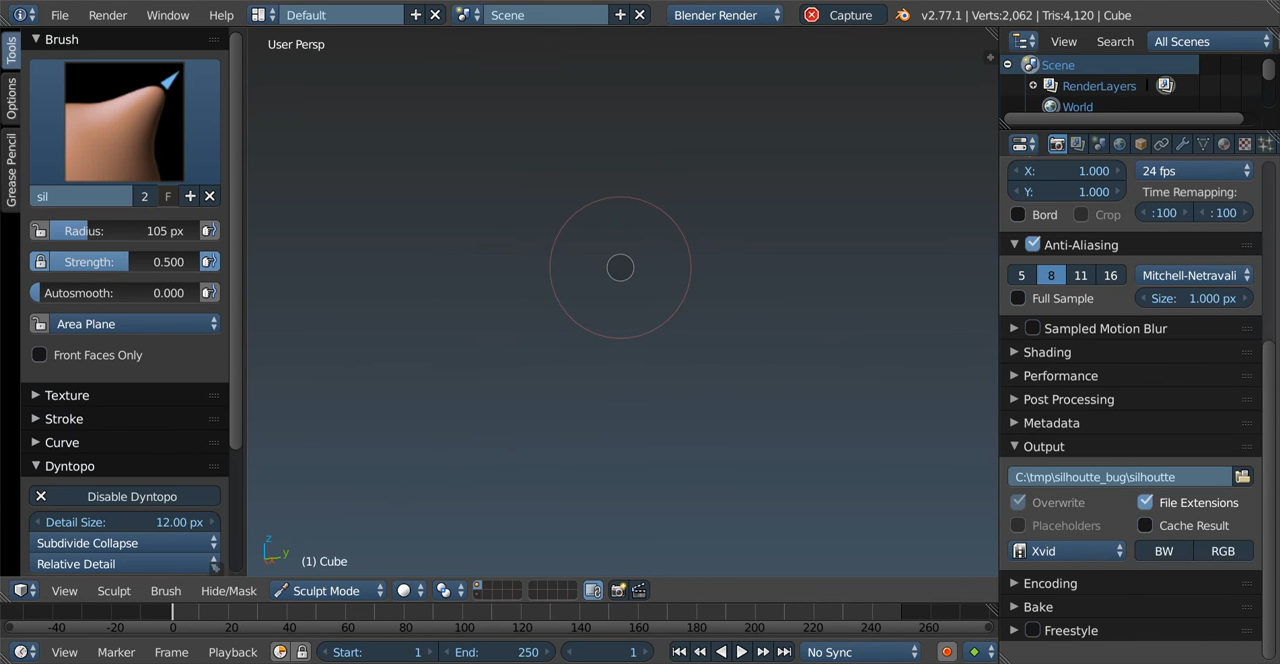 File Render Window Help Default Scene Blender Render Capture v2.77.1 | Verts:2,062 | Tris:4,120 | Cube
Tools
Options
Grease Pencil
Brush
sil 2 F
Radius: 105 px
Strength: 0.500
Autosmooth: 0.000
Area Plane
Front Faces Only
Texture
Stroke
Curve
Dyntopo
Disable Dyntopo
Detail Size: 12.00 px
Subdivide Collapse
Relative Detail
User Persp
z
y
(1) Cube
View Sculpt Brush Hide/Mask Sculpt Mode
-40 -20 0 20 40 60 80 100 120 140 160 180 200 220 240 260 280
View Marker Frame Playback Start: 1 End: 250 1 No Sync
View Search All Scenes
Scene
RenderLayers
World
X: 1.000 24 fps
Y: 1.000 Time Remapping:
Bord Crop :100 : 100
Anti-Aliasing
5 8 11 16 Mitchell-Netravali
Full Sample Size: 1.000 px
Sampled Motion Blur
Shading
Performance
Post Processing
Metadata
Output
C:\tmp\silhoutte_bug\silhoutte
Overwrite File Extensions
Placeholders Cache Result
Xvid BW RGB
Encoding
Bake
Freestyle